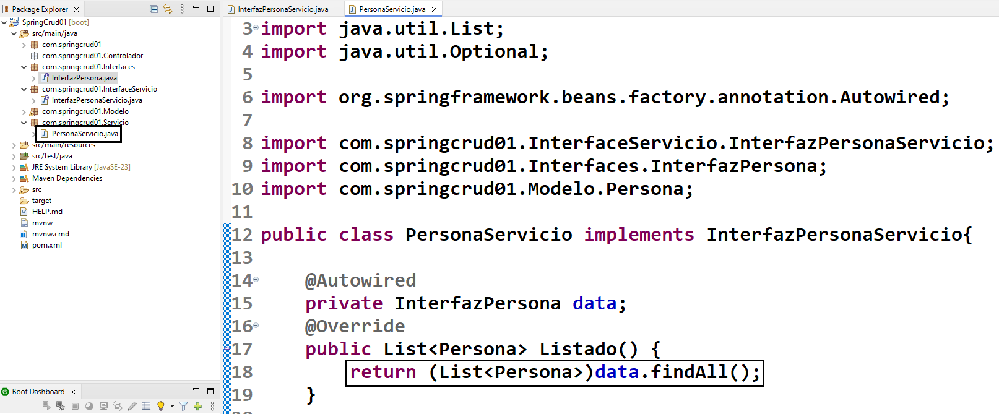 Package Explorer
SpringCrud01 [boot]
src/main/java
com.springcrud01
com.springcrud01.Controlador
com.springcrud01.Interfaces
InterfazPersona.java
com.springcrud01.InterfaceServicio
InterfazPersonaServicio.java
com.springcrud01.Modelo
com.springcrud01.Servicio
PersonaServicio.java
src/main/resources
src/test/java
JRE System Library [JavaSE-23]
Maven Dependencies
src
target
HELP.md
mvnw
mvnw.cmd
pom.xml
Boot Dashboard
InterfazPersonaServicio.java
PersonaServicio.java
3 import java.util.List;
4 import java.util.Optional;
5
6 import org.springframework.beans.factory.annotation.Autowired;
7
8 import com.springcrud01.InterfaceServicio.InterfazPersonaServicio;
9 import com.springcrud01.Interfaces.InterfazPersona;
10 import com.springcrud01.Modelo.Persona;
11
12 public class PersonaServicio implements InterfazPersonaServicio{
13
14 @Autowired
15 private InterfazPersona data;
16 @Override
17 public List<Persona> Listado() {
18 return (List<Persona>)data.findAll();
19 }